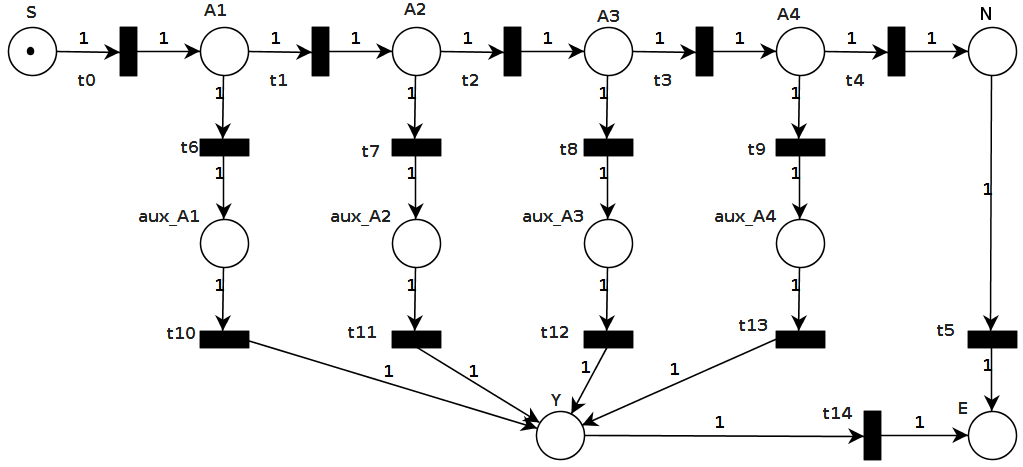 S A1 A2 A3 A4 N
1 1 1 1 1 1 1 1 1 1
t0 t1 t2 t3 t4
1 1 1 1
t6 t7 t8 t9
1 1 1 1
1
aux_A1 aux_A2 aux_A3 aux_A4
1 1 1 1
t10 t11 t12 t13 t5
1 1 1 1 1
Y t14 E
1 1